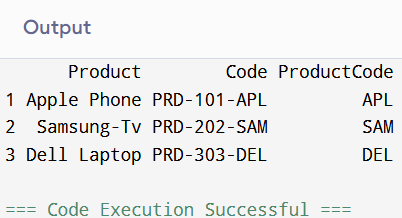 Output
Product Code ProductCode
1 Apple Phone PRD-101-APL APL
2 Samsung-Tv PRD-202-SAM SAM
3 Dell Laptop PRD-303-DEL DEL
=== Code Execution Successful ===